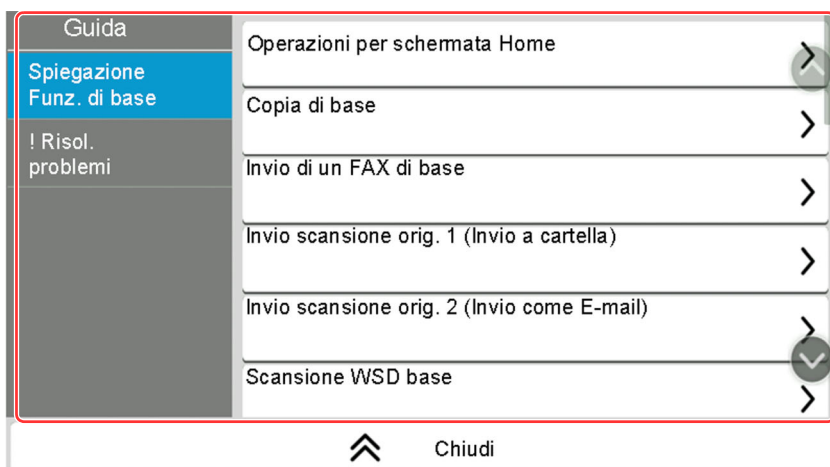 Guida
Spiegazione
Funz. di base
! Risol.
problemi
Operazioni per schermata Home
Copia di base
Invio di un FAX di base
Invio scansione orig. 1 (Invio a cartella)
Invio scansione orig. 2 (Invio come E-mail)
Scansione WSD base
Chiudi